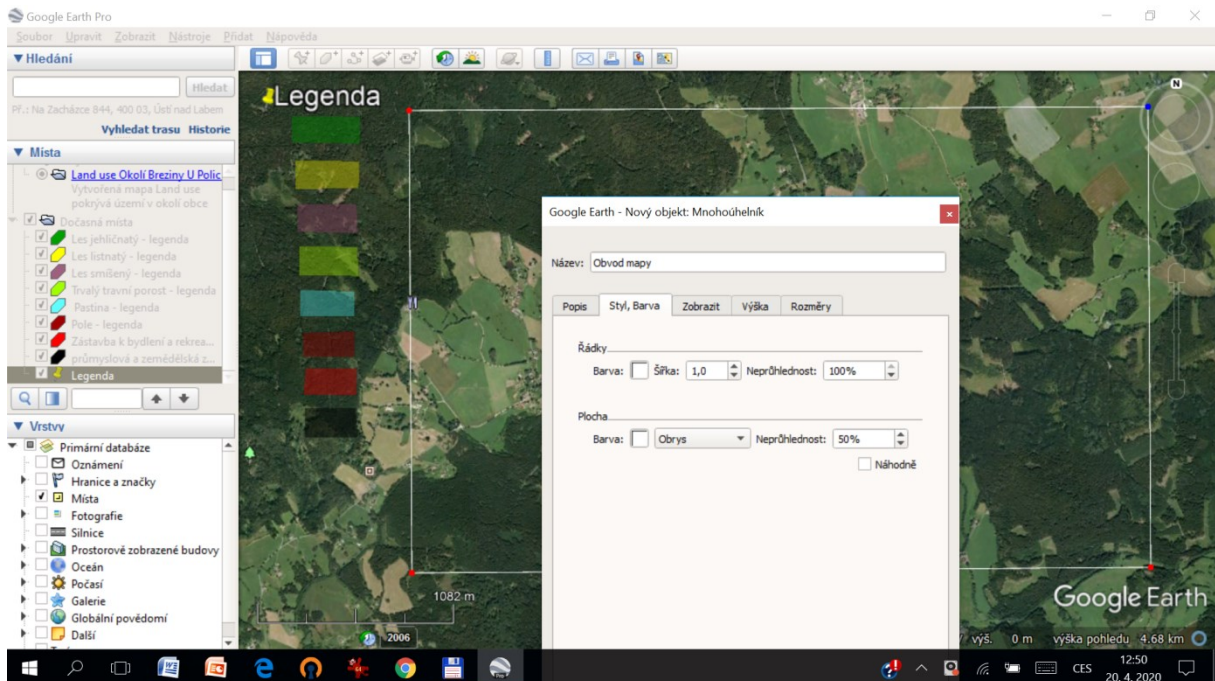 Google Earth Pro
Soubor Upravit Zobrazit Nástroje Přidat Nápověda
Hledání
Hledat
Př.: Na Zacházce 844, 400 03, Ústí nad Labem
Vyhledat trasu Historie
Místa
Land use Okolí Breziny U Polic
Vytvořená mapa Land use
pokrývá území v okolí obce
Dočasná místa
Les jehličnatý - legenda
Les listnatý - legenda
Les smíšený - legenda
Trvalý travní porost - legenda
Pastina - legenda
Pole - legenda
Zástavba k bydlení a rekrea...
průmyslová a zemědělská z...
Legenda
Vrstvy
Primární databáze
Oznámení
Hranice a značky
Místa
Fotografie
Silnice
Prostorově zobrazené budovy
Oceán
Počasí
Galerie
Globální povědomí
Další
Legenda
N
Google Earth - Nový objekt: Mnohoúhelník
Název: Obvod mapy
Popis Styl, Barva Zobrazit Výška Rozměry
Řádky
Barva: Šířka: 1,0 Neprůhlednost: 100%
Plocha
Barva: Obrys Neprůhlednost: 50%
Náhodně
1082 m
2006
Google Earth
výš. 0 m výška pohledu 4.68 km
CES
12:50
20. 4. 2020